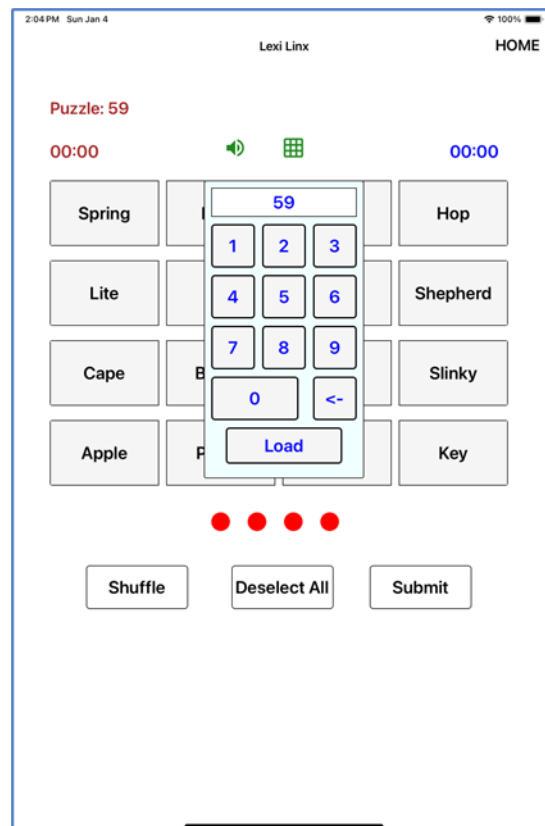 2:04 PM Sun Jan 4 100%
Lexi Linx HOME
Puzzle: 59
00:00 00:00
59
Spring Hop
1 2 3
Lite Shepherd
4 5 6
Cape Slinky
7 8 9
0 <-
Apple Key
Load
Shuffle Deselect All Submit